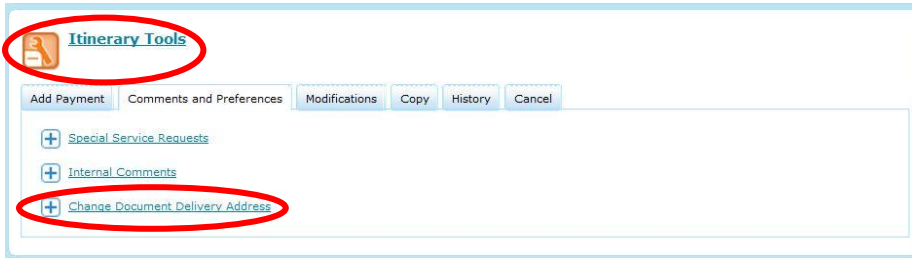 Itinerary Tools
Add Payment Comments and Preferences Modifications Copy History Cancel
Special Service Requests
Internal Comments
Change Document Delivery Address